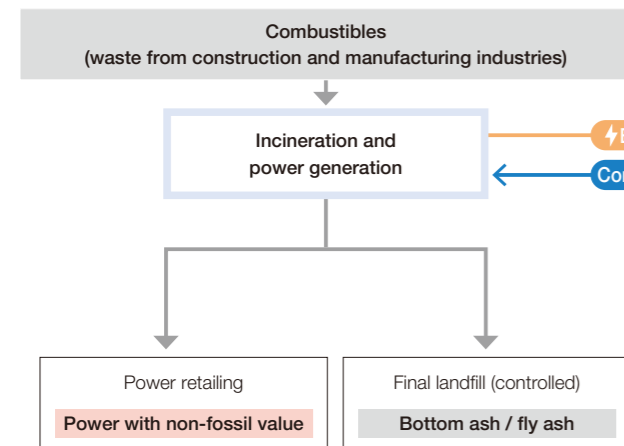 Combustibles
(waste from construction and manufacturing industries)
Incineration and
power generation
Power retailing
Power with non-fossil value
Final landfill (controlled)
Bottom ash / fly ash